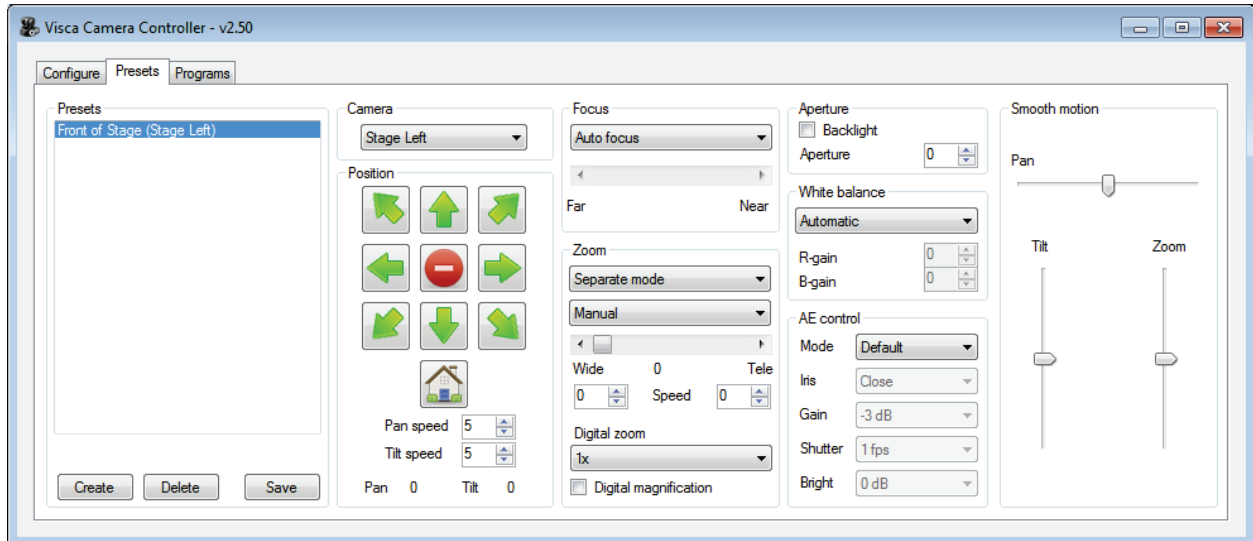 Visca Camera Controller - v2.50
Configure Presets Programs
Presets
Front of Stage (Stage Left)
Create Delete Save
Camera
Stage Left
Position
Pan speed 5
Tilt speed 5
Pan 0 Tilt 0
Focus
Auto focus
Far Near
Zoom
Separate mode
Manual
Wide 0 Tele
0 Speed 0
Digital zoom
1x
Digital magnification
Aperture
Backlight
Aperture 0
White balance
Automatic
R-gain 0
B-gain 0
AE control
Mode Default
Iris Close
Gain -3 dB
Shutter 1 fps
Bright 0 dB
Smooth motion
Pan
Tilt Zoom